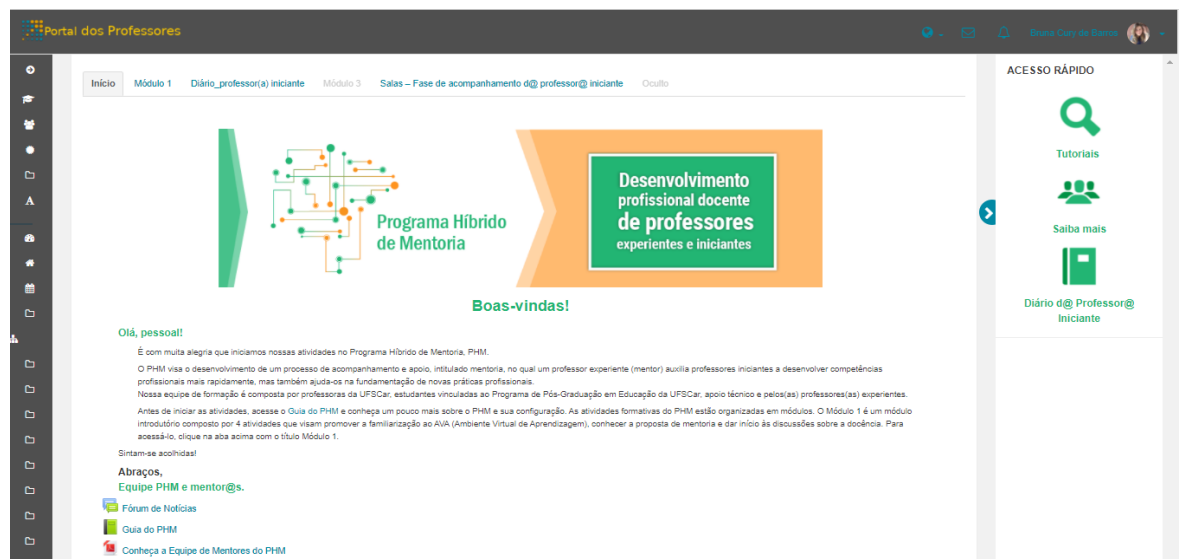 Portal dos Professores
Bruna Cury de Barros
Início Módulo 1 Diário_professor(a) iniciante Módulo 3 Salas – Fase de acompanhamento d@ professor@ iniciante Oculto
Programa Híbrido
de Mentoria
Desenvolvimento
profissional docente
de professores
experientes e iniciantes
Boas-vindas!
Olá, pessoal!
É com muita alegria que iniciamos nossas atividades no Programa Híbrido de Mentoria, PHM.
O PHM visa o desenvolvimento de um processo de acompanhamento e apoio, intitulado mentoria, no qual um professor experiente (mentor) auxilia professores iniciantes a desenvolver competências
profissionais mais rapidamente, mas também ajuda-os na fundamentação de novas práticas profissionais.
Nossa equipe de formação é composta por professoras da UFSCar, estudantes vinculadas ao Programa de Pós-Graduação em Educação da UFSCar, apoio técnico e pelos(as) professores(as) experientes.
Antes de iniciar as atividades, acesse o Guia do PHM e conheça um pouco mais sobre o PHM e sua configuração. As atividades formativas do PHM estão organizadas em módulos. O Módulo 1 é um módulo
introdutório composto por 4 atividades que visam promover a familiarização ao AVA (Ambiente Virtual de Aprendizagem), conhecer a proposta de mentoria e dar início às discussões sobre a docência. Para
acessá-lo, clique na aba acima com o título Módulo 1.
Sintam-se acolhidas!
Abraços,
Equipe PHM e mentor@s.
Fórum de Notícias
Guia do PHM
Conheça a Equipe de Mentores do PHM
ACESSO RÁPIDO
Tutoriais
Saiba mais
Diário d@ Professor@
Iniciante